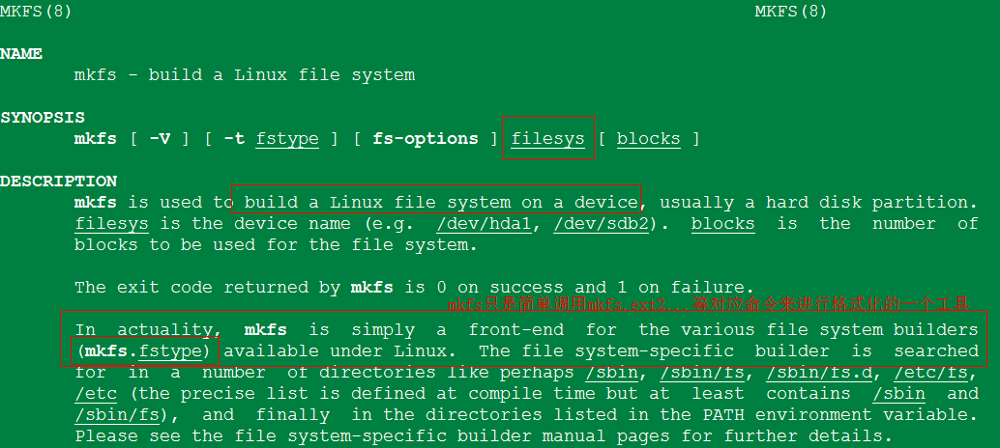 MKFS(8) MKFS(8)
NAME
mkfs - build a Linux file system
SYNOPSIS
mkfs [ -V ] [ -t fstype ] [ fs-options ] filesys [ blocks ]
DESCRIPTION
mkfs is used to build a Linux file system on a device, usually a hard disk partition.
filesys is the device name (e.g. /dev/hda1, /dev/sdb2). blocks is the number of
blocks to be used for the file system.
The exit code returned by mkfs is 0 on success and 1 on failure.
mkfs只是简单调用mkfs.ext2...等对应命令来进行格式化的一个工具
In actuality, mkfs is simply a front-end for the various file system builders
(mkfs.fstype) available under Linux. The file system-specific builder is searched
for in a number of directories like perhaps /sbin, /sbin/fs, /sbin/fs.d, /etc/fs,
/etc (the precise list is defined at compile time but at least contains /sbin and
/sbin/fs), and finally in the directories listed in the PATH environment variable.
Please see the file system-specific builder manual pages for further details.